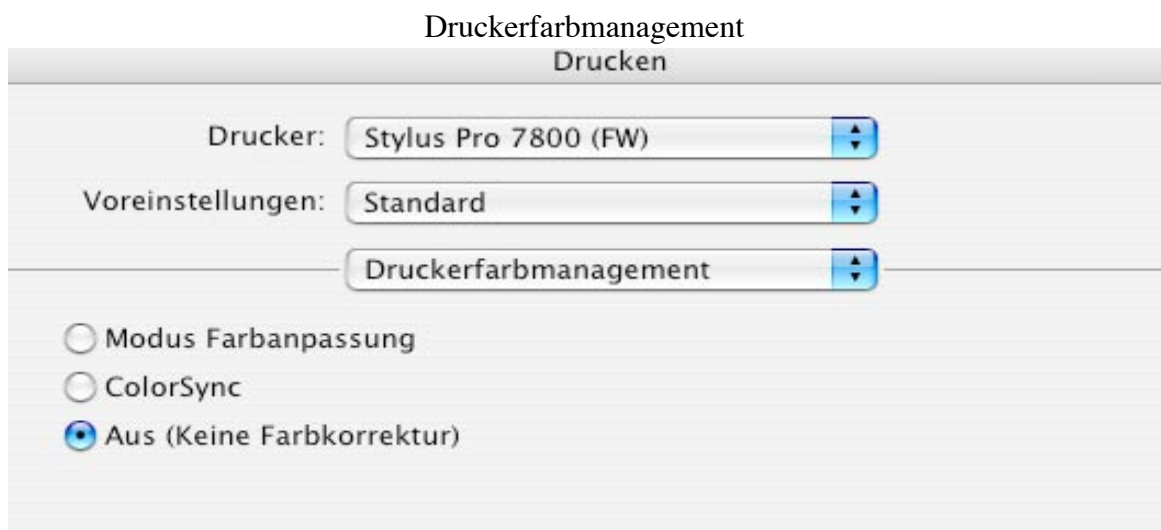 Druckerfarbmanagement
Drucken
Drucker: Stylus Pro 7800 (FW)
Voreinstellungen: Standard
Druckerfarbmanagement
Modus Farbanpassung
ColorSync
Aus (Keine Farbkorrektur)